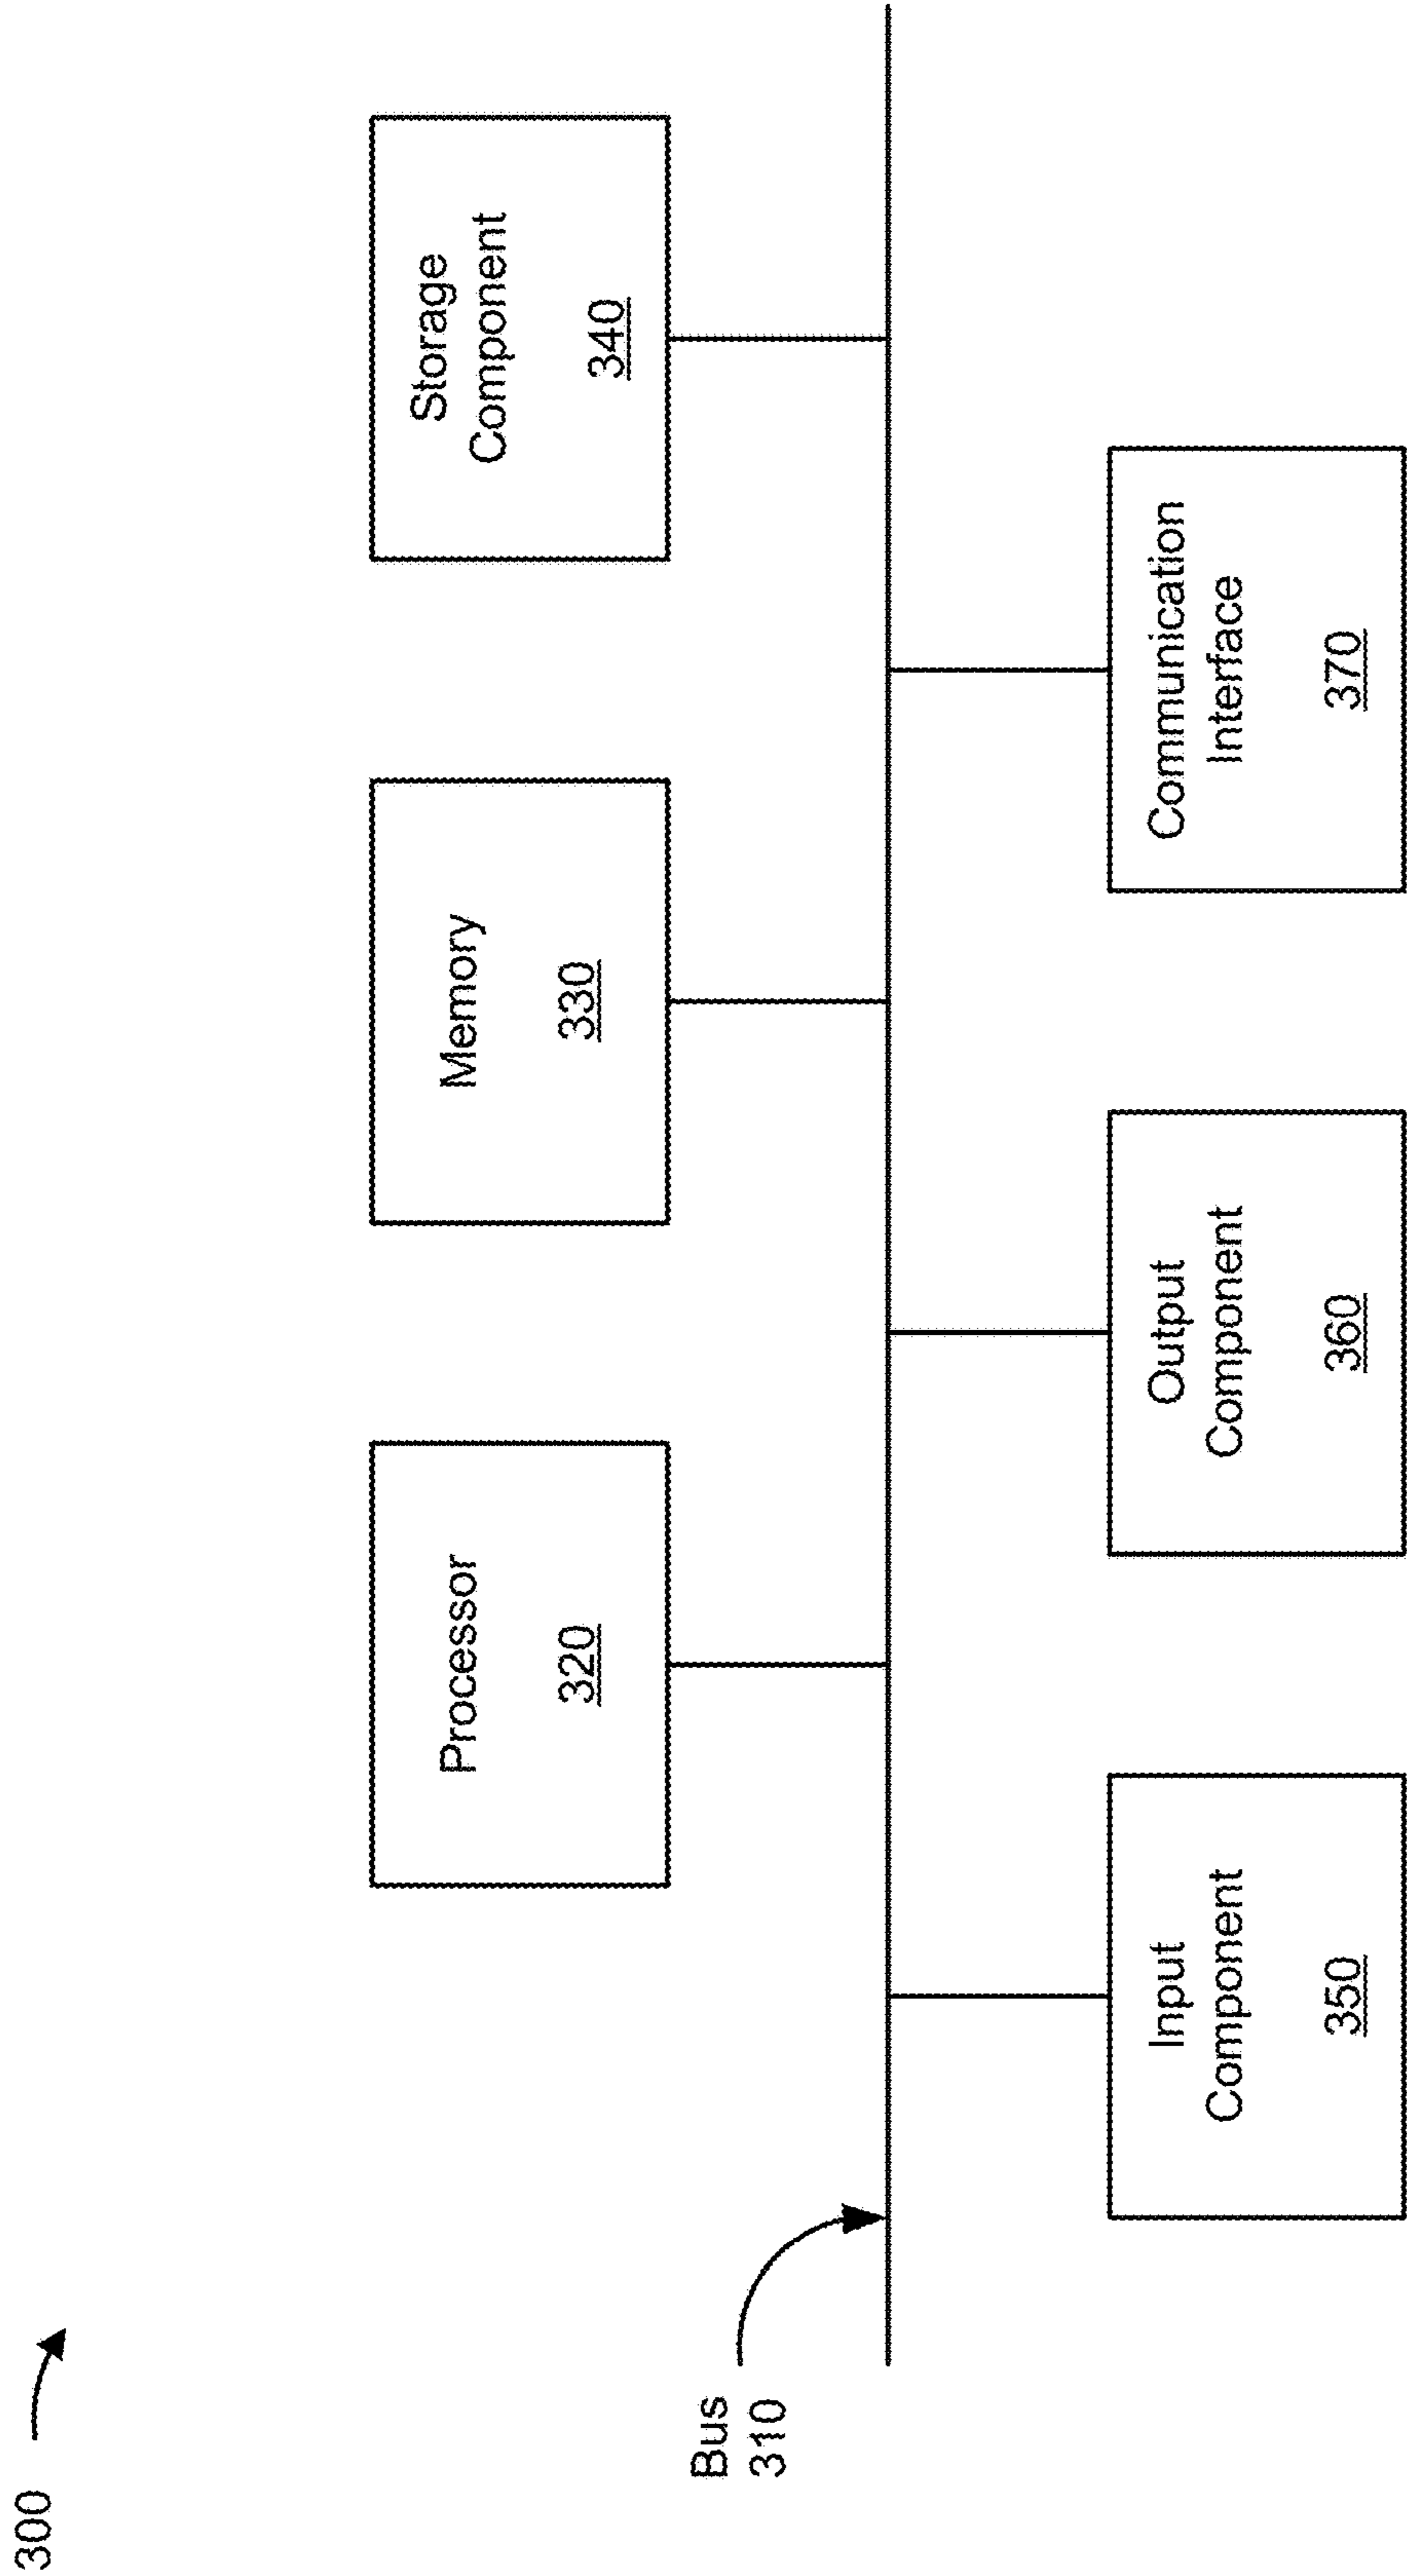 300
Processor
320
Memory
330
Storage
Component
340
Bus
310
Input
Component
350
Output
Component
360
Communication
Interface
370